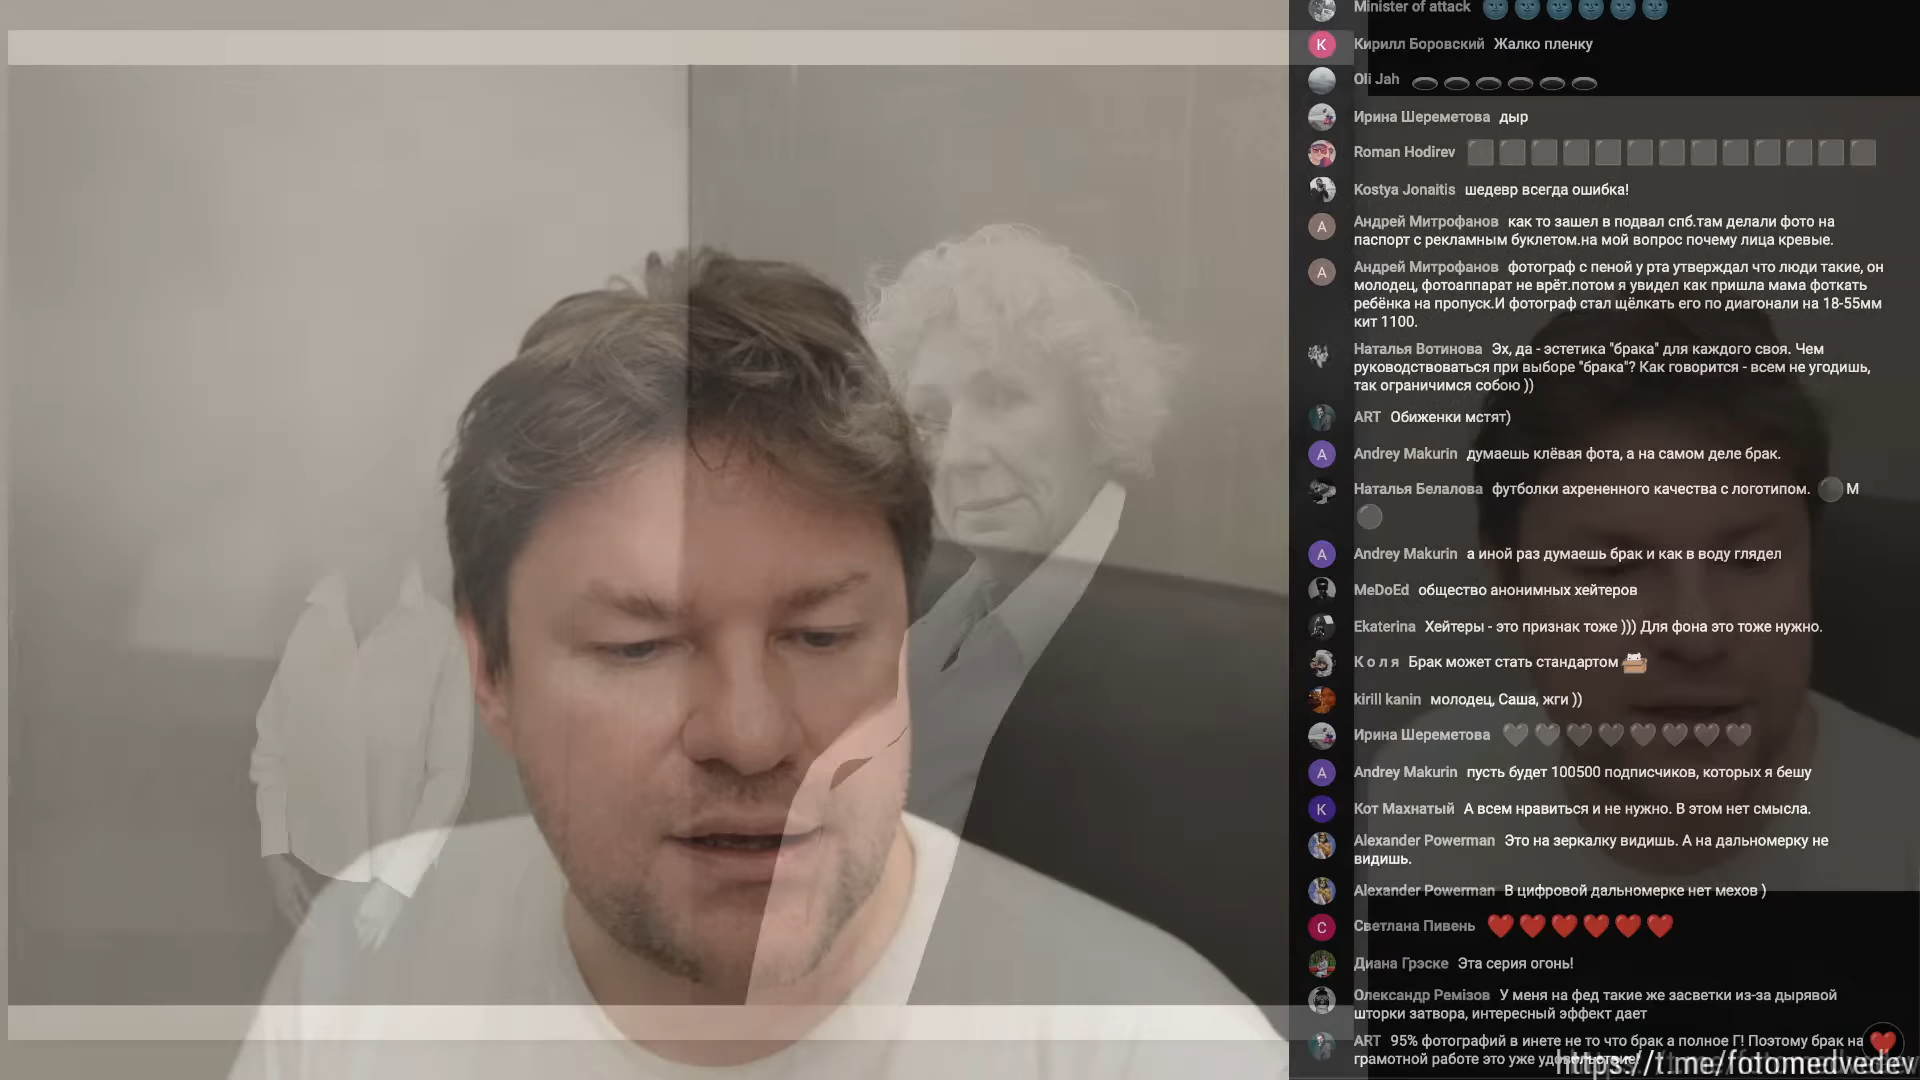 Minister of attack
Кирилл Боровский Жалко пленку
Oli Jah
Ирина Шереметова дыр
Roman Hodirev
Kostya Jonaitis шедевр всегда ошибка!
Андрей Митрофанов как то зашел в подвал спб.там делали фото на
паспорт с рекламным буклетом.на мой вопрос почему лица кревые.
Андрей Митрофанов фотограф с пеной у рта утверждал что люди такие, он
молодец, фотоаппарат не врёт.потом я увидел как пришла мама фоткать
ребёнка на пропуск.И фотограф стал щёлкать его по диагонали на 18-55мм
кит 1100.
Наталья Вотинова Эх, да - эстетика "брака" для каждого своя. Чем
руководствоваться при выборе "брака"? Как говорится - всем не угодишь,
так ограничимся собою ))
ART Обиженки мстят)
Andrey Makurin думаешь клёвая фота, а на самом деле брак.
Наталья Белалова футболки ахрененного качества с логотипом. М
Andrey Makurin а иной раз думаешь брак и как в воду глядел
MeDoEd общество анонимных хейтеров
Ekaterina Хейтеры - это признак тоже ))) Для фона это тоже нужно.
К о л я Брак может стать стандартом
kirill kanin молодец, Саша, жги ))
Ирина Шереметова
Andrey Makurin пусть будет 100500 подписчиков, которых я бешу
Кот Махнатый А всем нравиться и не нужно. В этом нет смысла.
Alexander Powerman Это на зеркалку видишь. А на дальномерку не
видишь.
Alexander Powerman В цифровой дальномерке нет мехов )
Светлана Пивень
Диана Грэске Эта серия огонь!
Олександр Ремізов У меня на фед такие же засветки из-за дырявой
шторки затвора, интересный эффект дает
ART 95% фотографий в инете не то что брак а полное Г! Поэтому брак на
грамотной работе это уже удовольствие!
https://t.me/fotomedvedev